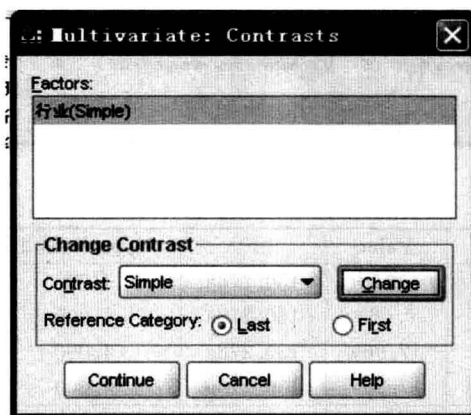 Multivariate: Contrasts
Factors:
行业(Simple)
Change Contrast
Contrast: Simple Change
Reference Category: Last First
Continue Cancel Help